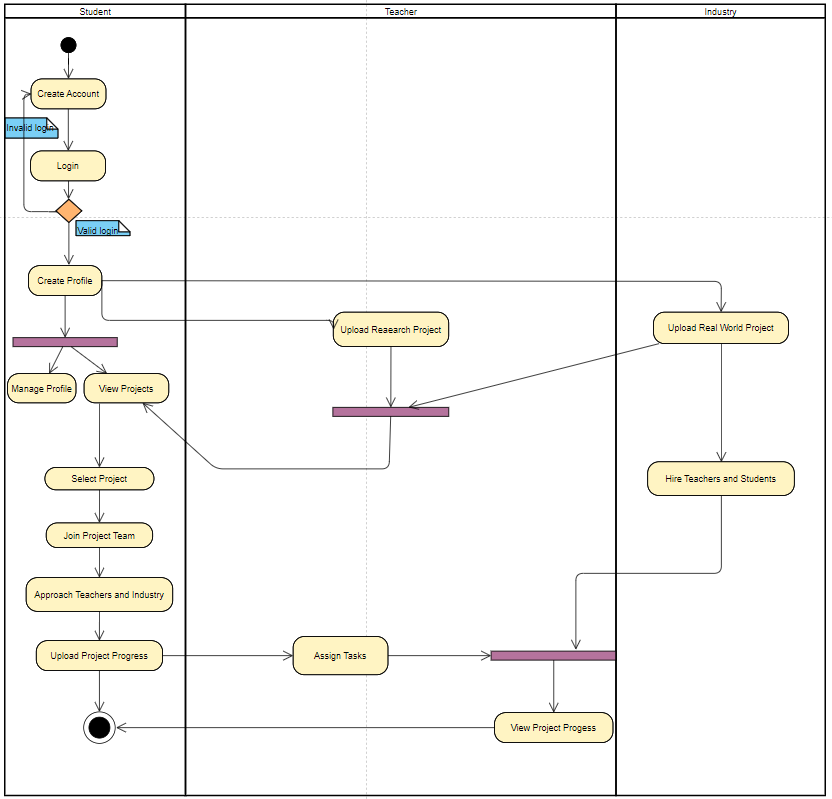 Student
Teacher
Industry
Create Account
Invalid login
Login
Valid login
Create Profile
Upload Reaearch Project
Upload Real World Project
Manage Profile
View Projects
Select Project
Hire Teachers and Students
Join Project Team
Approach Teachers and Industry
Upload Project Progress
Assign Tasks
View Project Progess